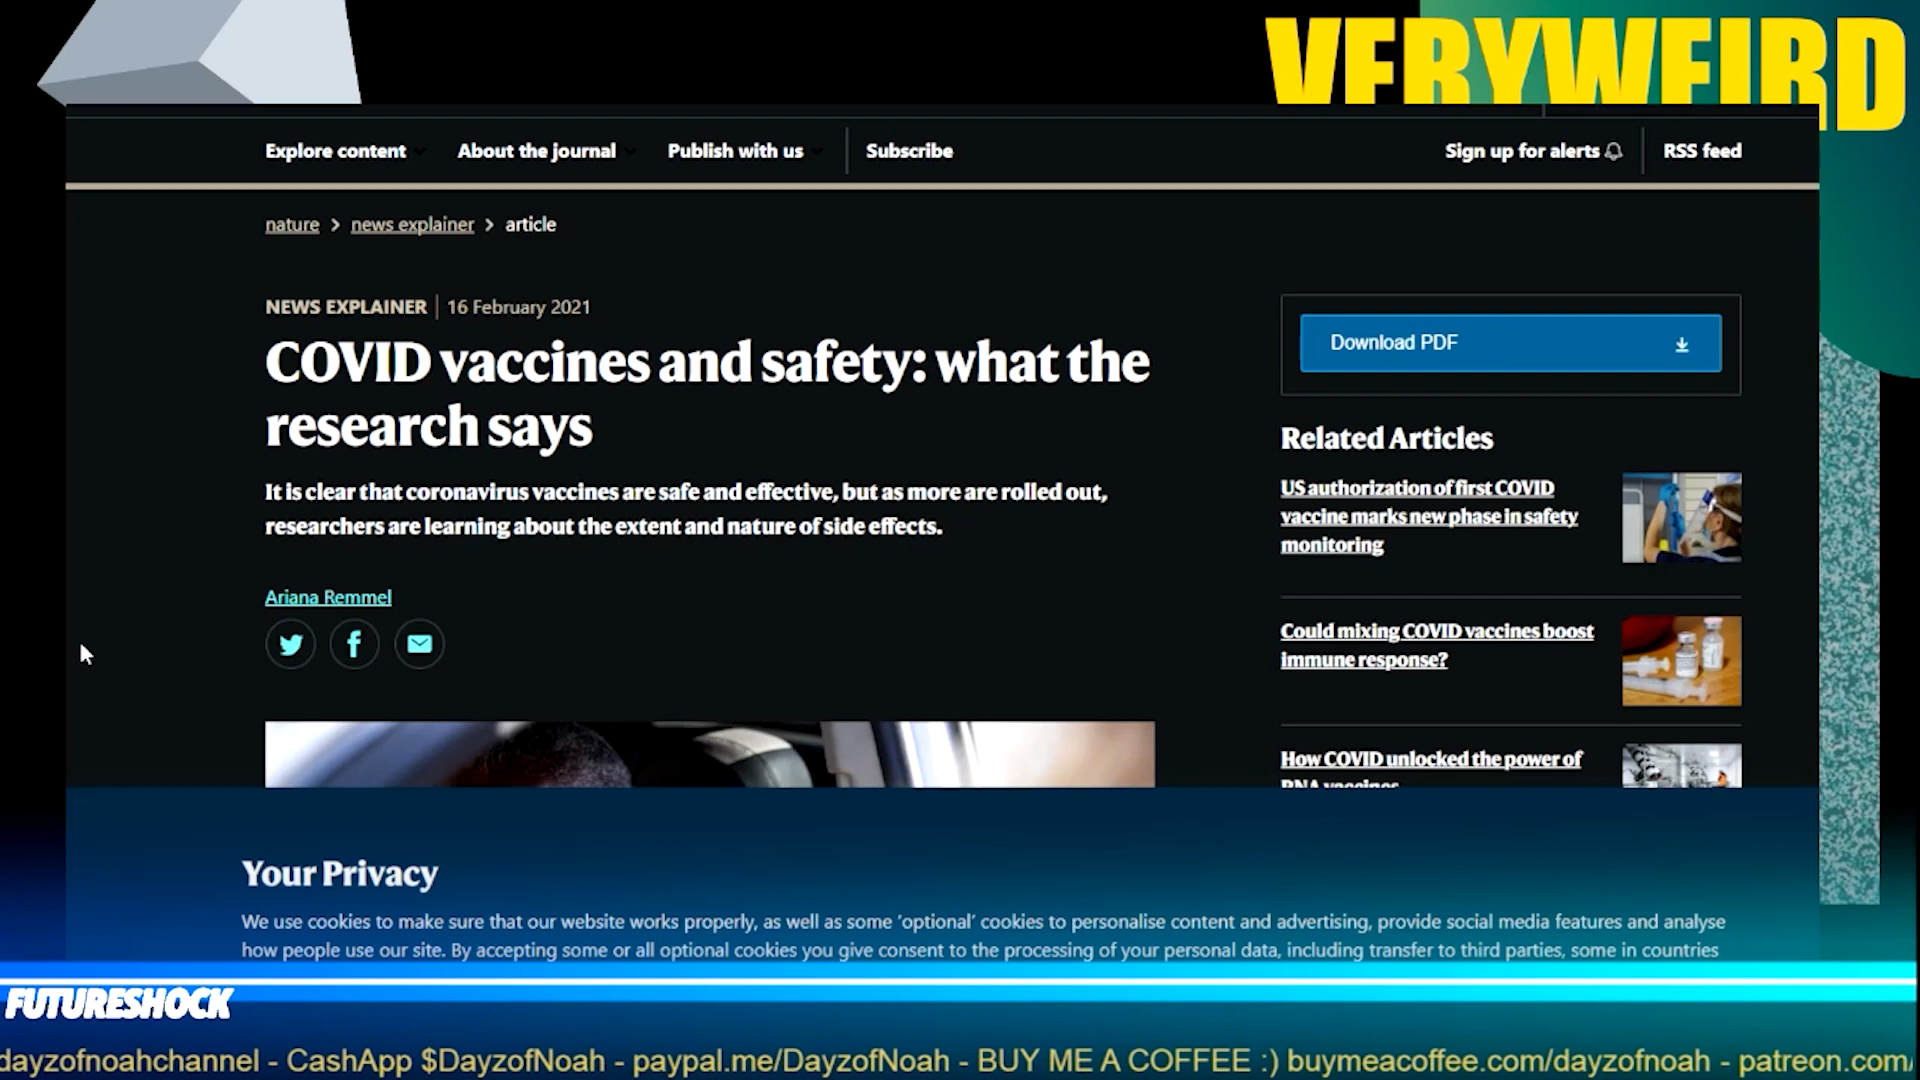 VERYWEIRD
Explore content About the journal Publish with us Subscribe Sign up for alerts RSS feed
nature > news explainer > article
NEWS EXPLAINER | 16 February 2021
COVID vaccines and safety: what the
research says
It is clear that coronavirus vaccines are safe and effective, but as more are rolled out,
researchers are learning about the extent and nature of side effects.
Ariana Remmel
Download PDF
Related Articles
US authorization of first COVID
vaccine marks new phase in safety
monitoring
Could mixing COVID vaccines boost
immune response?
How COVID unlocked the power of
RNA vaccines
Your Privacy
We use cookies to make sure that our website works properly, as well as some ‘optional’ cookies to personalise content and advertising, provide social media features and analyse
how people use our site. By accepting some or all optional cookies you give consent to the processing of your personal data, including transfer to third parties, some in countries
FUTURESHOCK
dayzofnoahchannel - CashApp $DayzofNoah - paypal.me/DayzofNoah - BUY ME A COFFEE :) buymeacoffee.com/dayzofnoah - patreon.com/